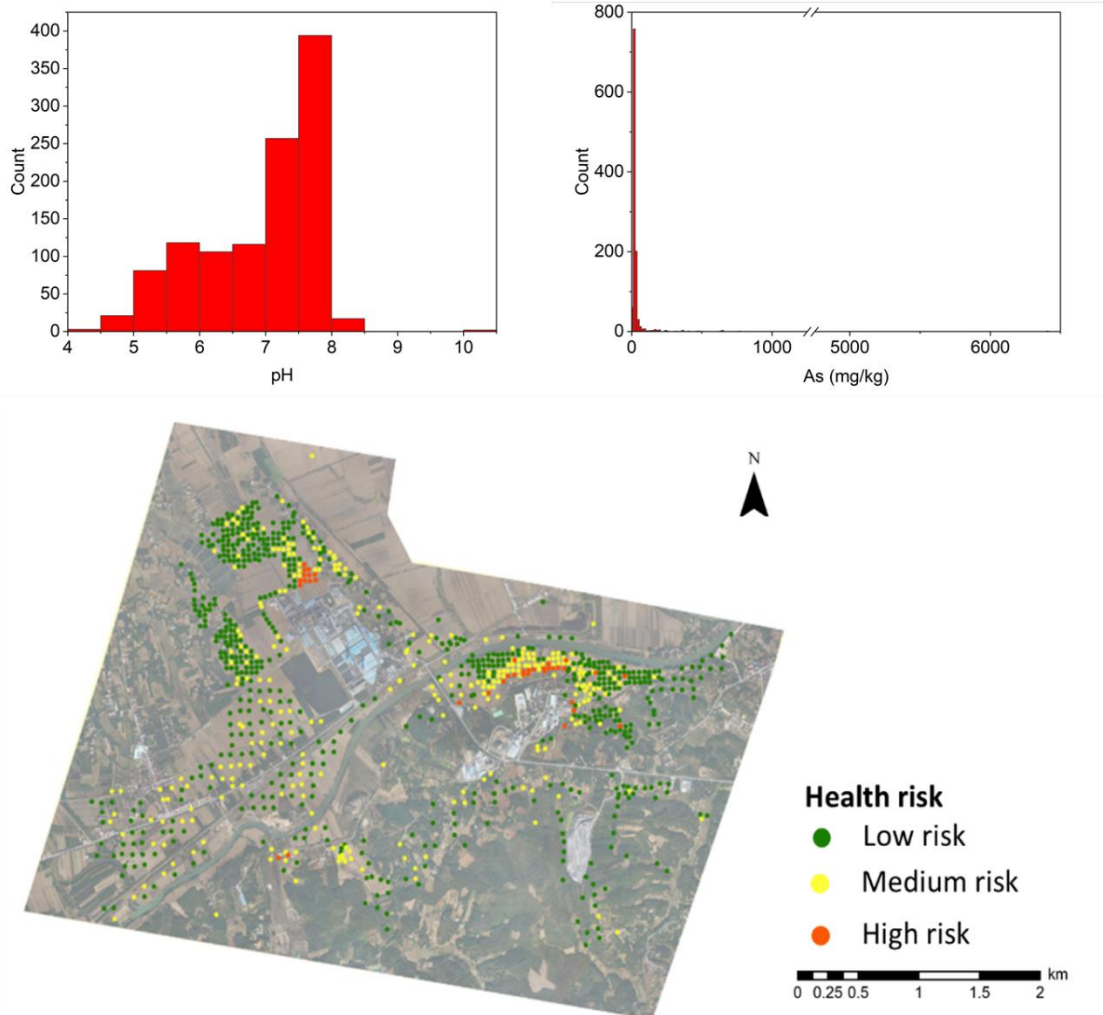 400
350
300
250
200
150
100
50
0
Count
4 5 6 7 8 9 10
pH
800
600
400
200
0
Count
0 1000 5000 6000
As (mg/kg)
N
Health risk
Low risk
Medium risk
High risk
km
0 0.25 0.5 1 1.5 2